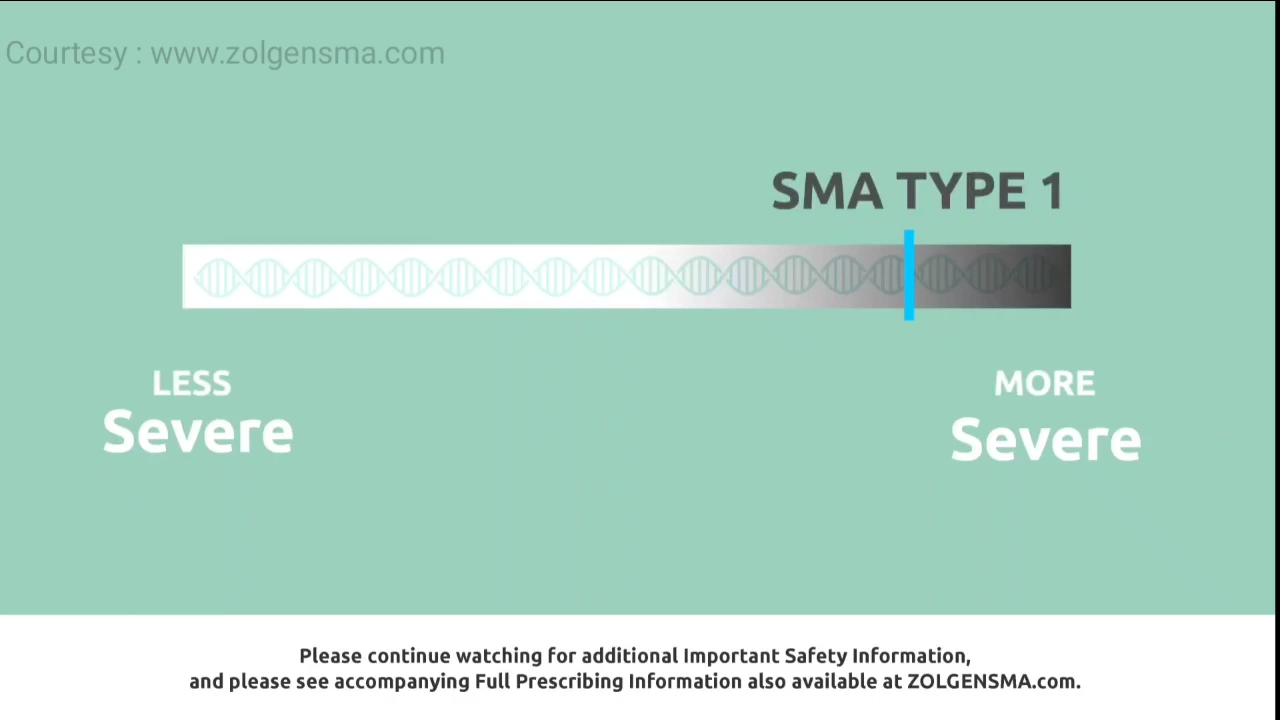 Courtesy : www.zolgensma.com
SMA TYPE 1
LESS
Severe
MORE
Severe
Please continue watching for additional Important Safety Information,
and please see accompanying Full Prescribing Information also available at ZOLGENSMA.com.